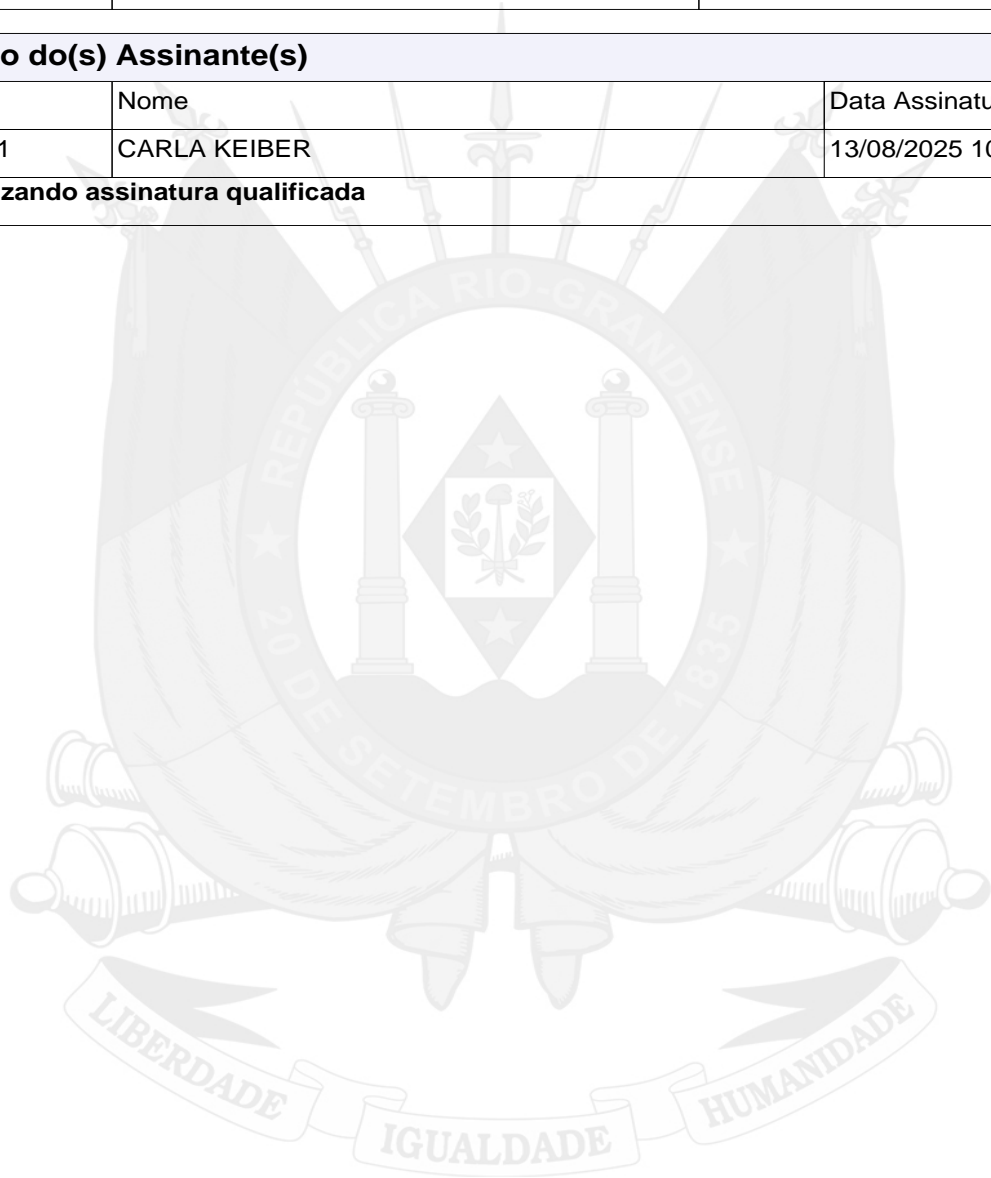 o do(s) Assinante(s)
Nome Data Assinatu
1 CARLA KEIBER 13/08/2025 10
zando assinatura qualificada
REPÚBLICA RIO-GRANDENSE
20 DE SETEMBRO DE 1835
LIBERDADE IGUALDADE HUMANIDADE